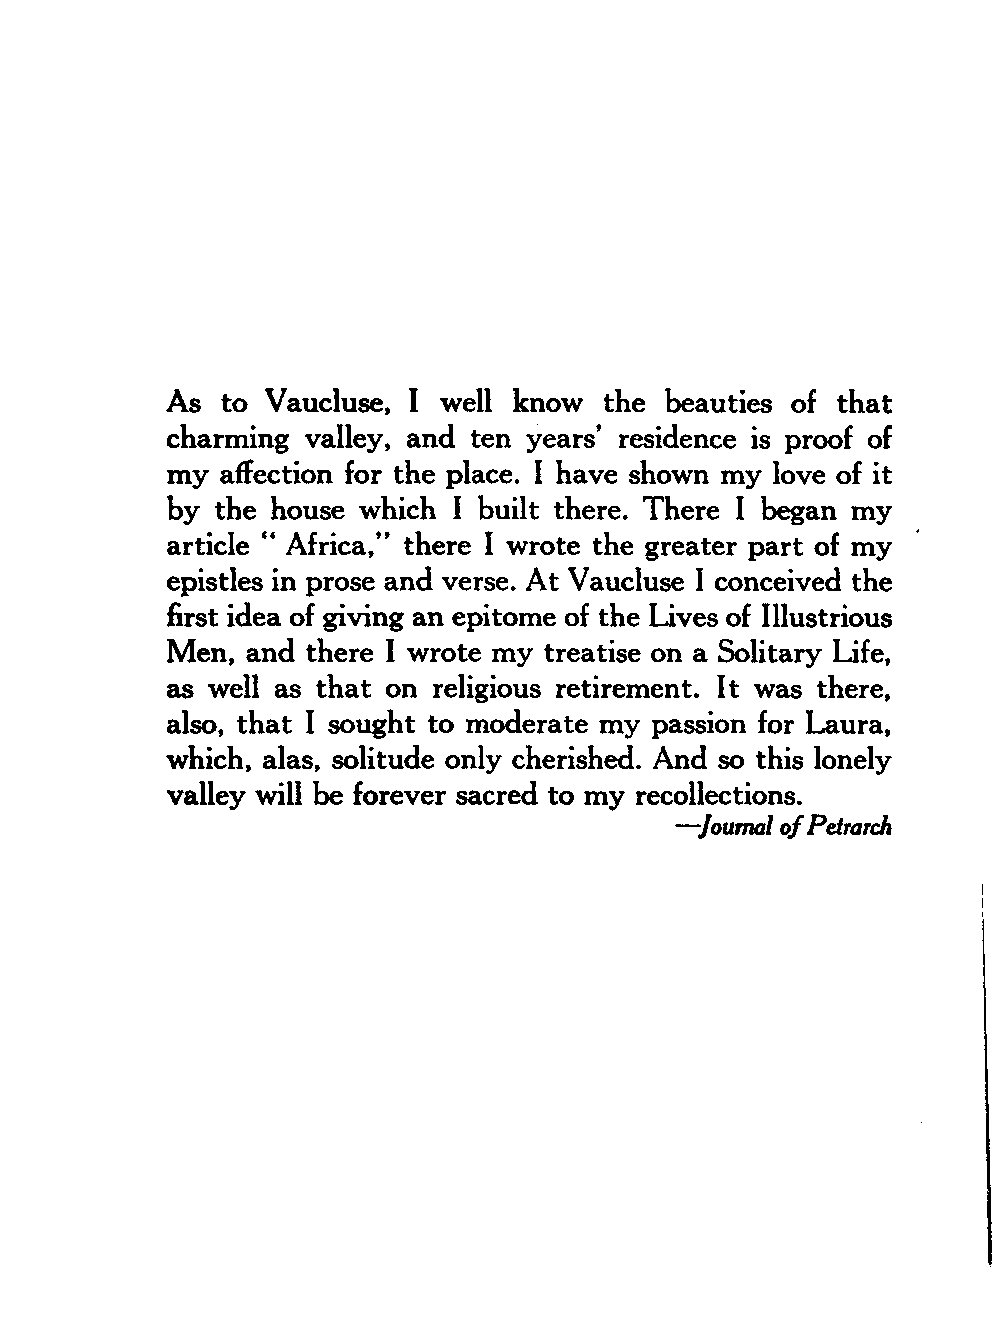 As to Vaucluse, I well know the beauties of that
charming valley, and ten years' residence is proof of
my affection for the place. I have shown my love of it
by the house which I built there. There I began my
article " Africa," there I wrote the greater part of my
epistles in prose and verse. At Vaucluse I conceived the
first idea of giving an epitome of the Lives of Illustrious
Men, and there I wrote my treatise on a Solitary Life,
as well as that on religious retirement. It was there,
also, that I sought to moderate my passion for Laura,
which, alas, solitude only cherished. And so this lonely
valley will be forever sacred to my recollections.
—Journal of Petrarch